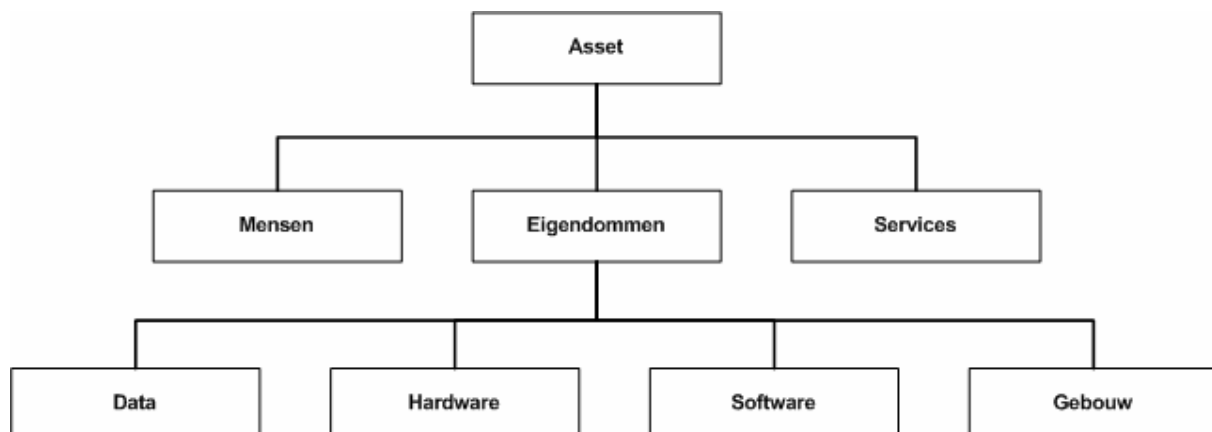 Asset
Mensen
Eigendommen
Services
Data
Hardware
Software
Gebouw